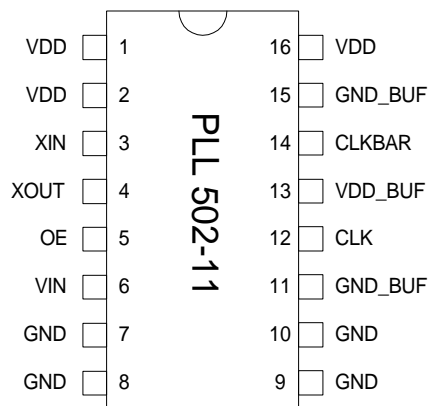 VDD 1 16 VDD
VDD 2 15 GND_BUF
XIN 3 14 CLKBAR
XOUT 4 13 VDD_BUF
OE 5 12 CLK
VIN 6 11 GND_BUF
GND 7 10 GND
GND 8 9 GND
PLL 502-11